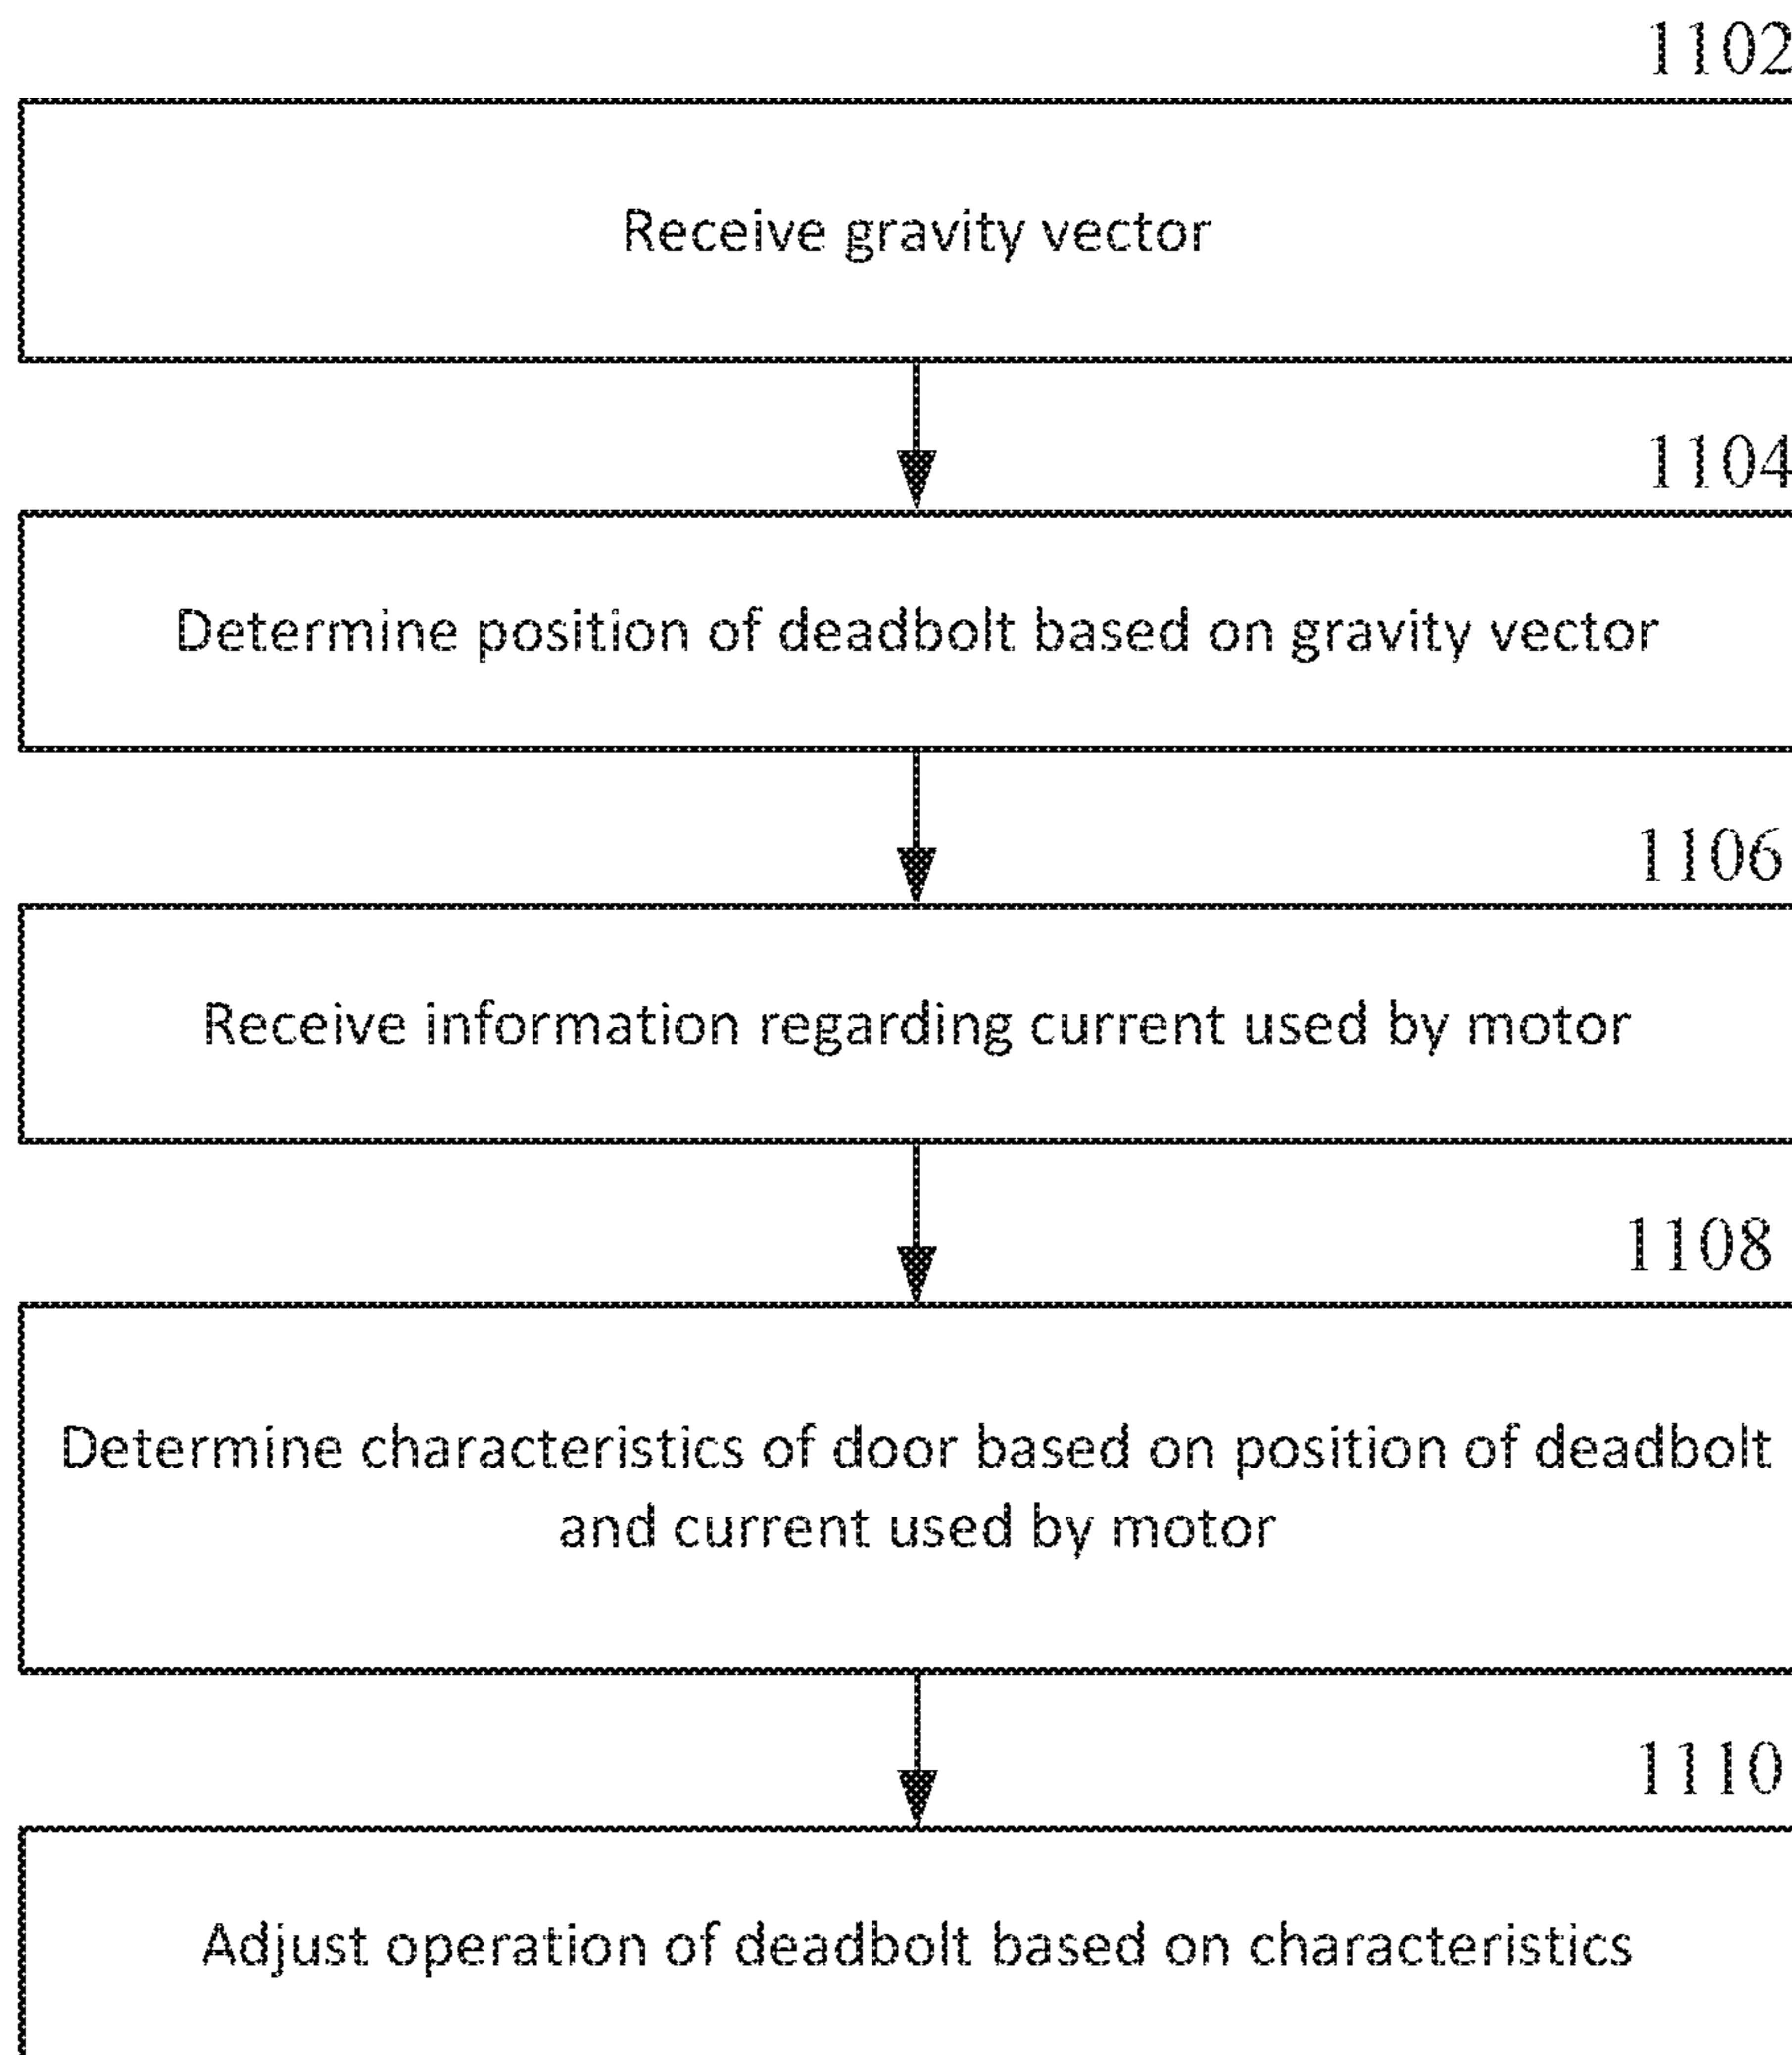 1102
Receive gravity vector
1104
Determine position of deadbolt based on gravity vector
1106
Receive information regarding current used by motor
1108
Determine characteristics of door based on position of deadbolt
and current used by motor
1110
Adjust operation of deadbolt based on characteristics